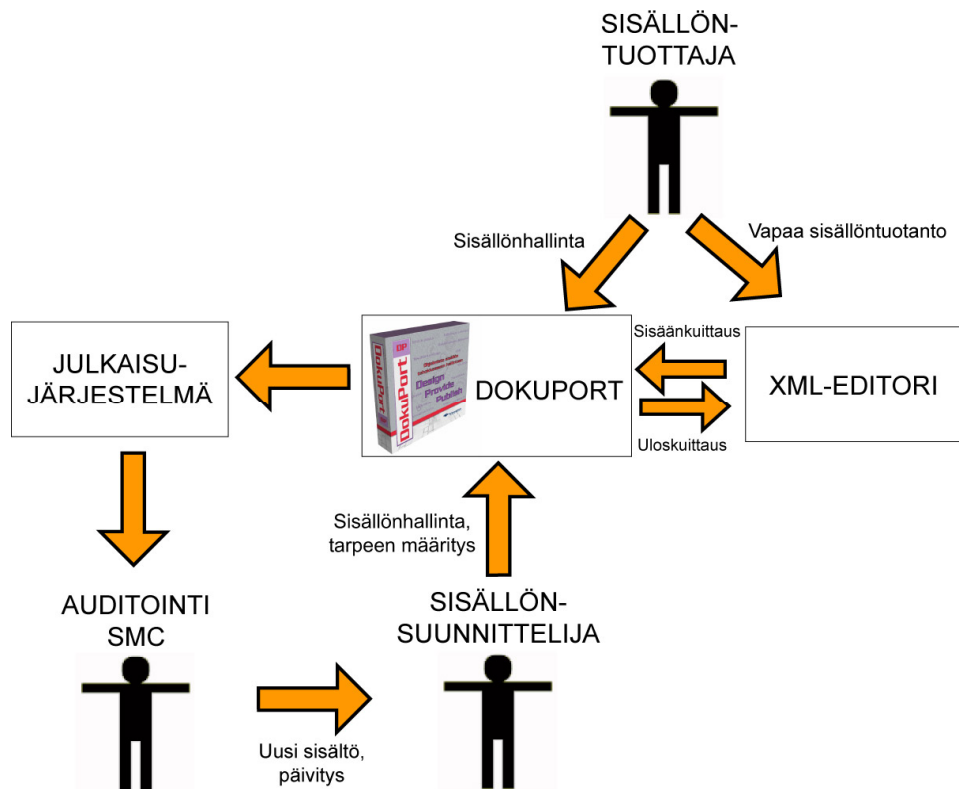 SISÄLLÖN-
TUOTTAJA
Sisällönhallinta
Vapaa sisällöntuotanto
JULKAISU-
JÄRJESTELMÄ
DP
DokuPort
Design
Provide
Publish
DOKUPORT
Sisäänkuittaus
Uloskuittaus
XML-EDITORI
Sisällönhallinta,
tarpeen määritys
AUDITOINTI
SMC
SISÄLLÖN-
SUUNNITTELIJA
Uusi sisältö,
päivitys